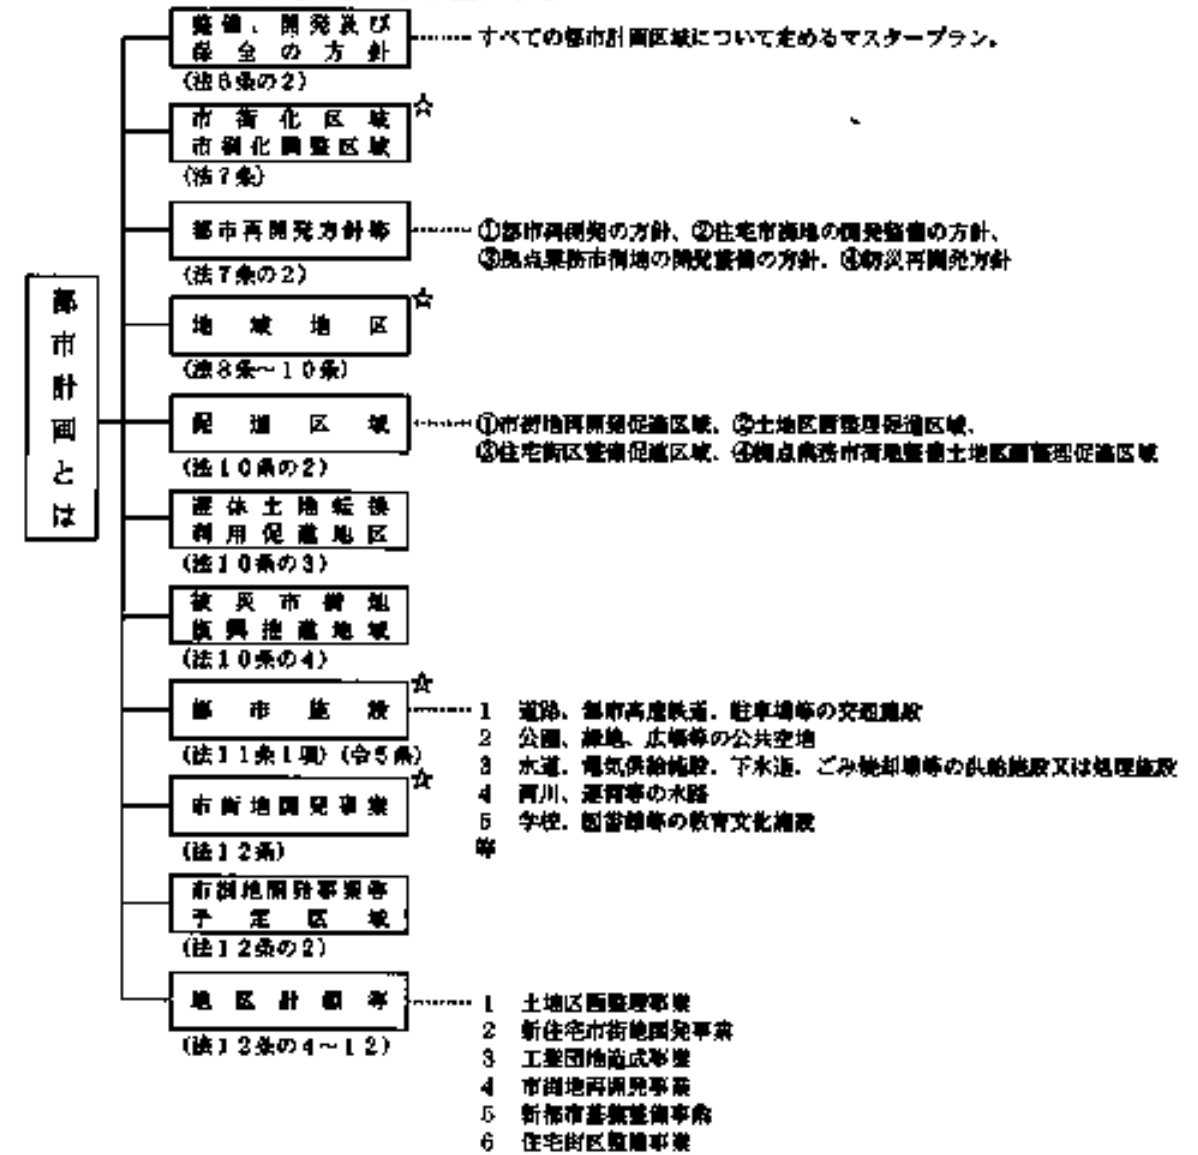 都市計画とは
整備、開発及び
保全の方針
すべての都市計画区域について定めるマスタープラン。
(法6条の2)
☆
市街化区域
市街化調整区域
(法7条)
都市再開発方針等
①都市再開発の方針、②住宅市街地の開発整備の方針、
③拠点業務市街地の開発整備の方針、④防災再開発方針
(法7条の2)
☆
地域地区
(法8条～10条)
促進区域
①市街地再開発促進区域、②土地区画整理促進区域、
③住宅街区整備促進区域、④拠点業務市街地整備土地区画整理促進区域
(法10条の2)
遊休土地転換
利用促進地区
(法10条の3)
被災市街地
復興推進地域
(法10条の4)
☆
都市施設
(法11条1項)(令5条)
1 道路、都市高速鉄道、駐車場等の交通施設
2 公園、緑地、広場等の公共空地
3 水道、電気供給施設、下水道、ごみ焼却場等の供給施設又は処理施設
4 河川、運河等の水路
5 学校、図書館等の教育文化施設
等
☆
市街地開発事業
(法12条)
市街地開発事業等
予定区域
(法12条の2)
地区計画等
(法12条の4～12)
1 土地区画整理事業
2 新住宅市街地開発事業
3 工業団地造成事業
4 市街地再開発事業
5 新都市基盤整備事業
6 住宅街区整備事業